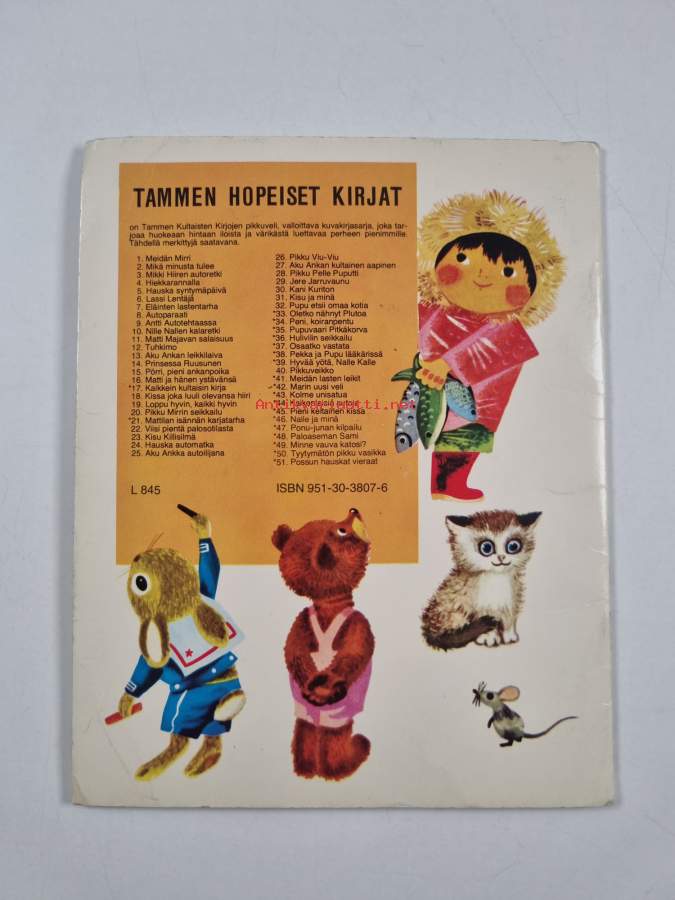 TAMMEN HOPEISET KIRJAT
on Tammen Kultaisten Kirjojen pikkuveli, valloittava kuvakirjasarja, joka tar-
joaa huokeaan hintaan iloista ja värikästä luettavaa perheen pienimmille.
Tähdellä merkittyjä saatavana.
1. Meidän Mirri
2. Mikä minusta tulee
3. Mikki Hiiren autoretki
4. Hiekkarannalla
5. Hauska syntymäpäivä
6. Lassi Lentäjä
7. Eläinten lastentarha
8. Autoparaati
9. Antti Autotehtaassa
10. Nille Nallen kalaretki
11. Matti Majavan salaisuus
12. Tuhkimo
13. Aku Ankan leikkilaiva
14. Prinsessa Ruusunen
15. Pörri, pieni ankanpoika
16. Matti ja hänen ystävänsä
*17. Kaikkein kultaisin kirja
18. Kissa joka luuli olevansa hiiri
19. Loppu hyvin, kaikki hyvin
20. Pikku Mirrin seikkailu
*21. Mattilan isännän karjatarha
22. Viisi pientä palosotilasta
23. Kisu Kiilisilmä
24. Hauska automatka
25. Aku Ankka autoilijana
26. Pikku Viu-Viu
27. Aku Ankan kultainen aapinen
28. Pikku Pelle Puputti
29. Jere Jarruvaunu
30. Kani Kuriton
31. Kisu ja minä
32. Pupu etsii omaa kotia
*33. Oletko nähnyt Plutoa
*34. Peni, koiranpentu
*35. Pupuvaari Pitkäkorva
*36. Hulivilin seikkailu
*37. Osaatko vastata
*38. Pekka ja Pupu lääkärissä
*39. Hyvää yötä, Nalle Kalle
40. Pikkuveikko
*41. Meidän lasten leikit
*42. Marin uusi veli
*43. Kolme unisatua
*45. Pieni keltainen kissa
*46. Nalle ja minä
*47. Ponu-junan kilpailu
*48. Paloaseman Sami
*49. Minne vauva katosi?
*50. Tyytymätön pikku vasikka
*51. Possun hauskat vieraat
L 845
ISBN 951-30-3807-6